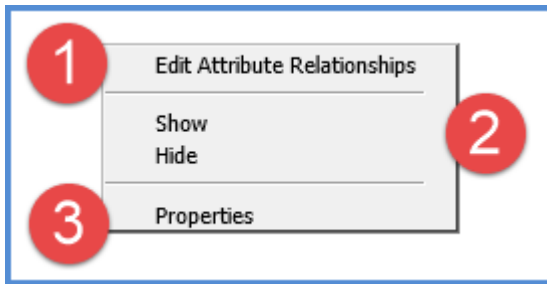 1
Edit Attribute Relationships
Show
2
Hide
3
Properties